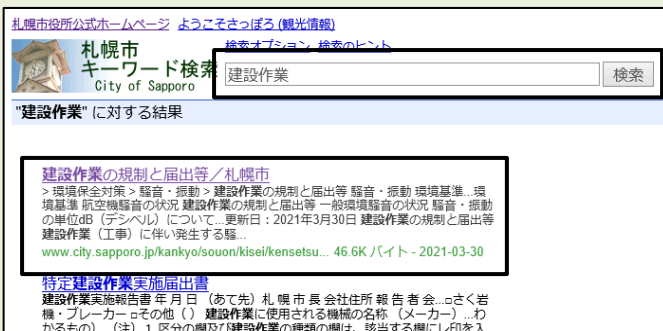 札幌市役所公式ホームページ ようこそさっぽろ(観光情報)
検索オプション 検索のヒント
札幌市
キーワード検索
City of Sapporo
建設作業 検索
"建設作業" に対する結果
建設作業の規制と届出等／札幌市
> 環境保全対策 > 騒音・振動 > 建設作業の規制と届出等 騒音・振動 環境基準...環
境基準 航空機騒音の状況 建設作業の規制と届出等 一般環境騒音の状況 騒音・振動
の単位dB（デシベル）について...更新日：2021年3月30日 建設作業の規制と届出等
建設作業（工事）に伴い発生する騒...
www.city.sapporo.jp/kankyo/souon/kisei/kensetsu... 46.6K バイト - 2021-03-30
特定建設作業実施届出書
建設作業実施報告書 年 月 日 （あて先）札 幌 市 長 会社住所 報 告 者 会...□さく岩
機・ブレーカー □その他（ ） 建設作業に使用される機械の名称 （メーカー）...わ
かるもの） （注）１ 区分の欄及び建設作業の種類の欄は、該当する欄にレ印を入